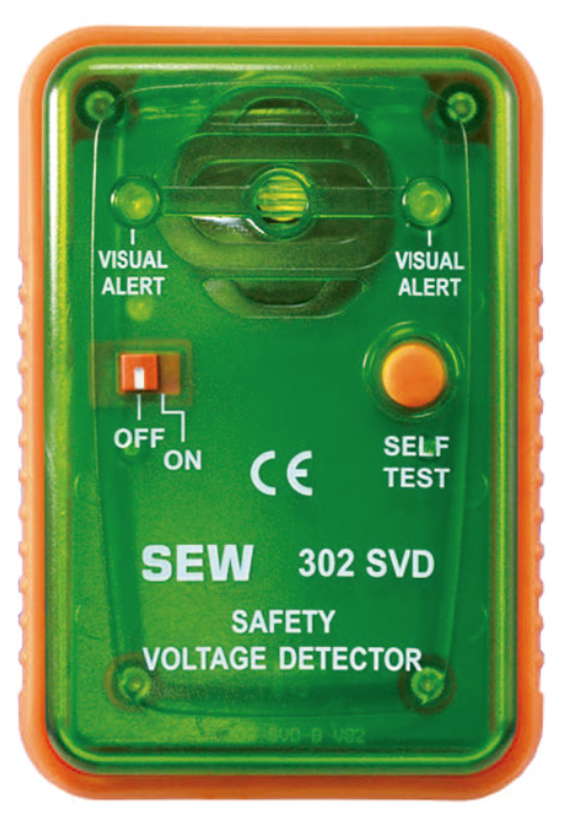 VISUAL
ALERT
VISUAL
ALERT
OFF
ON
SELF
TEST
CE
SEW 302 SVD
SAFETY
VOLTAGE DETECTOR